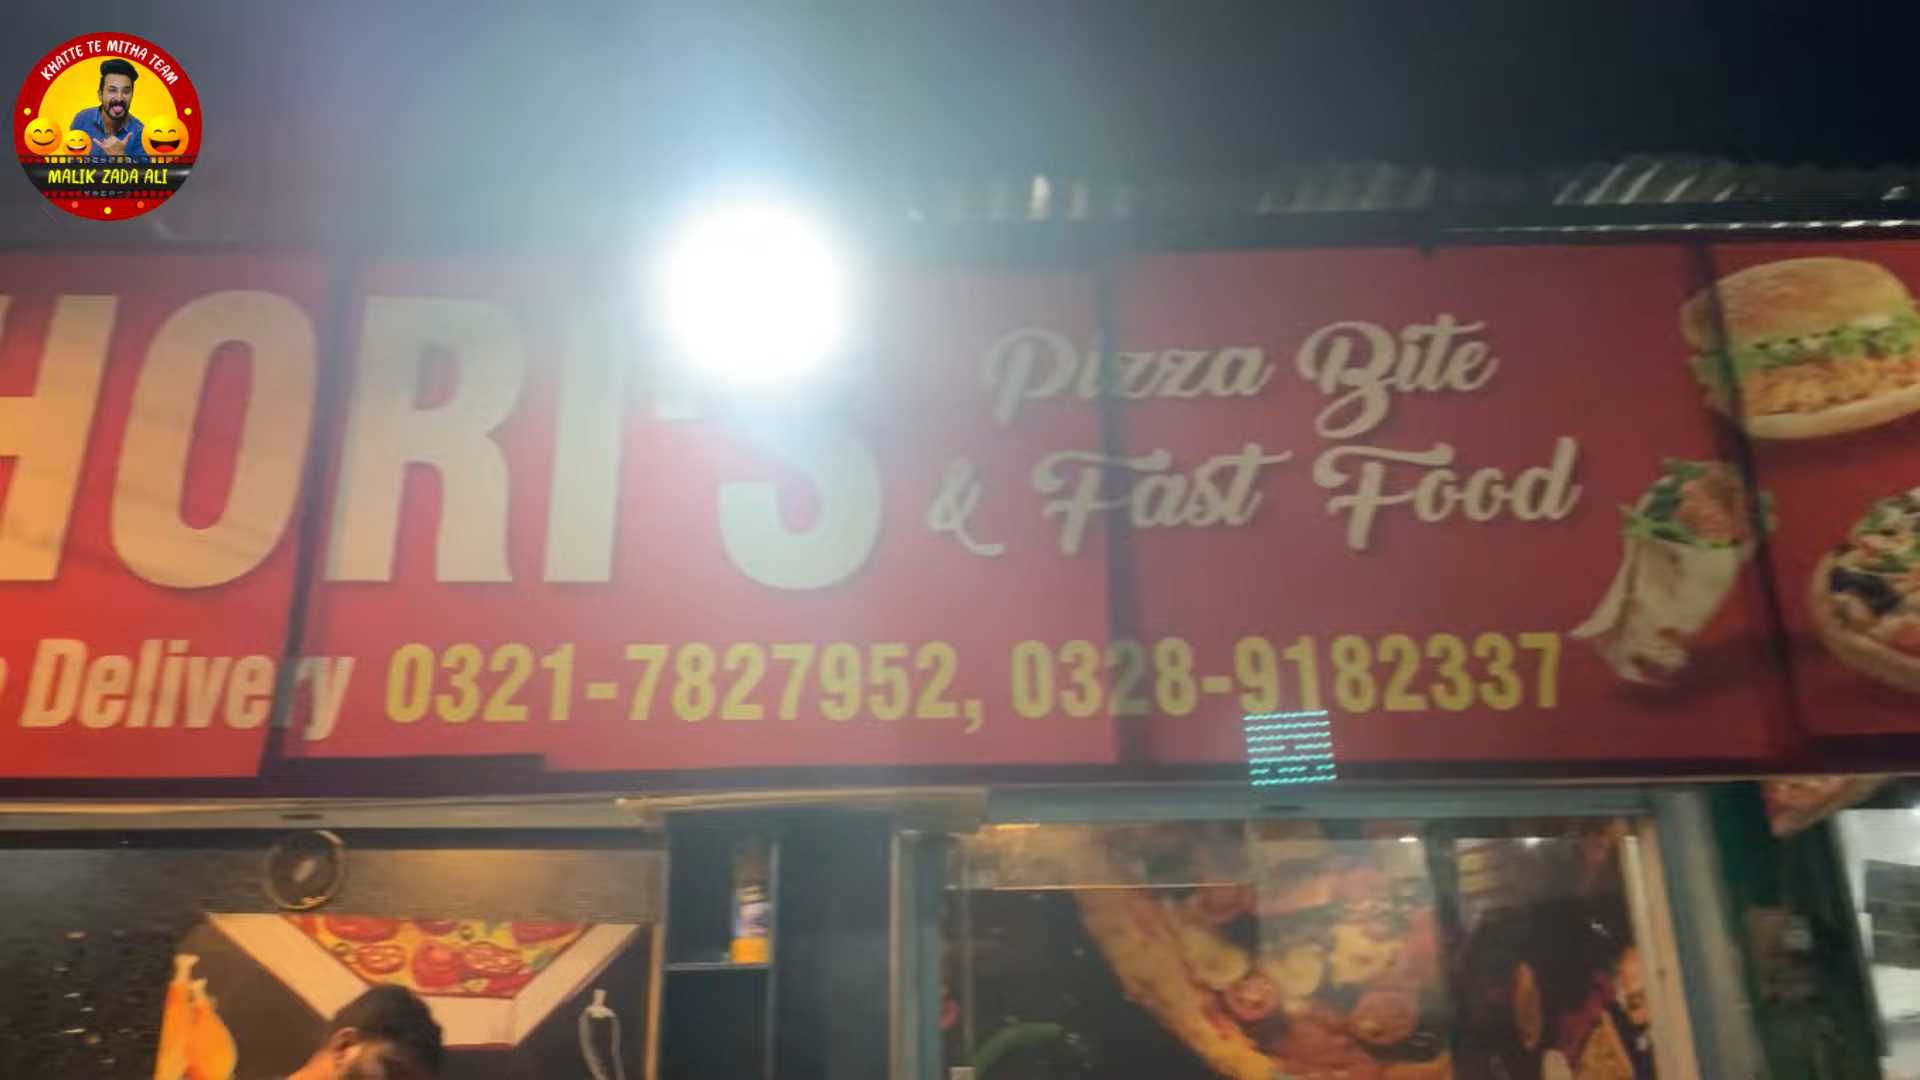 KHATTE TE MITHA TEAM
MALIK ZADA ALI
HORI'S
Pizza Bite
& Fast Food
Delivery 0321-7827952, 0328-9182337